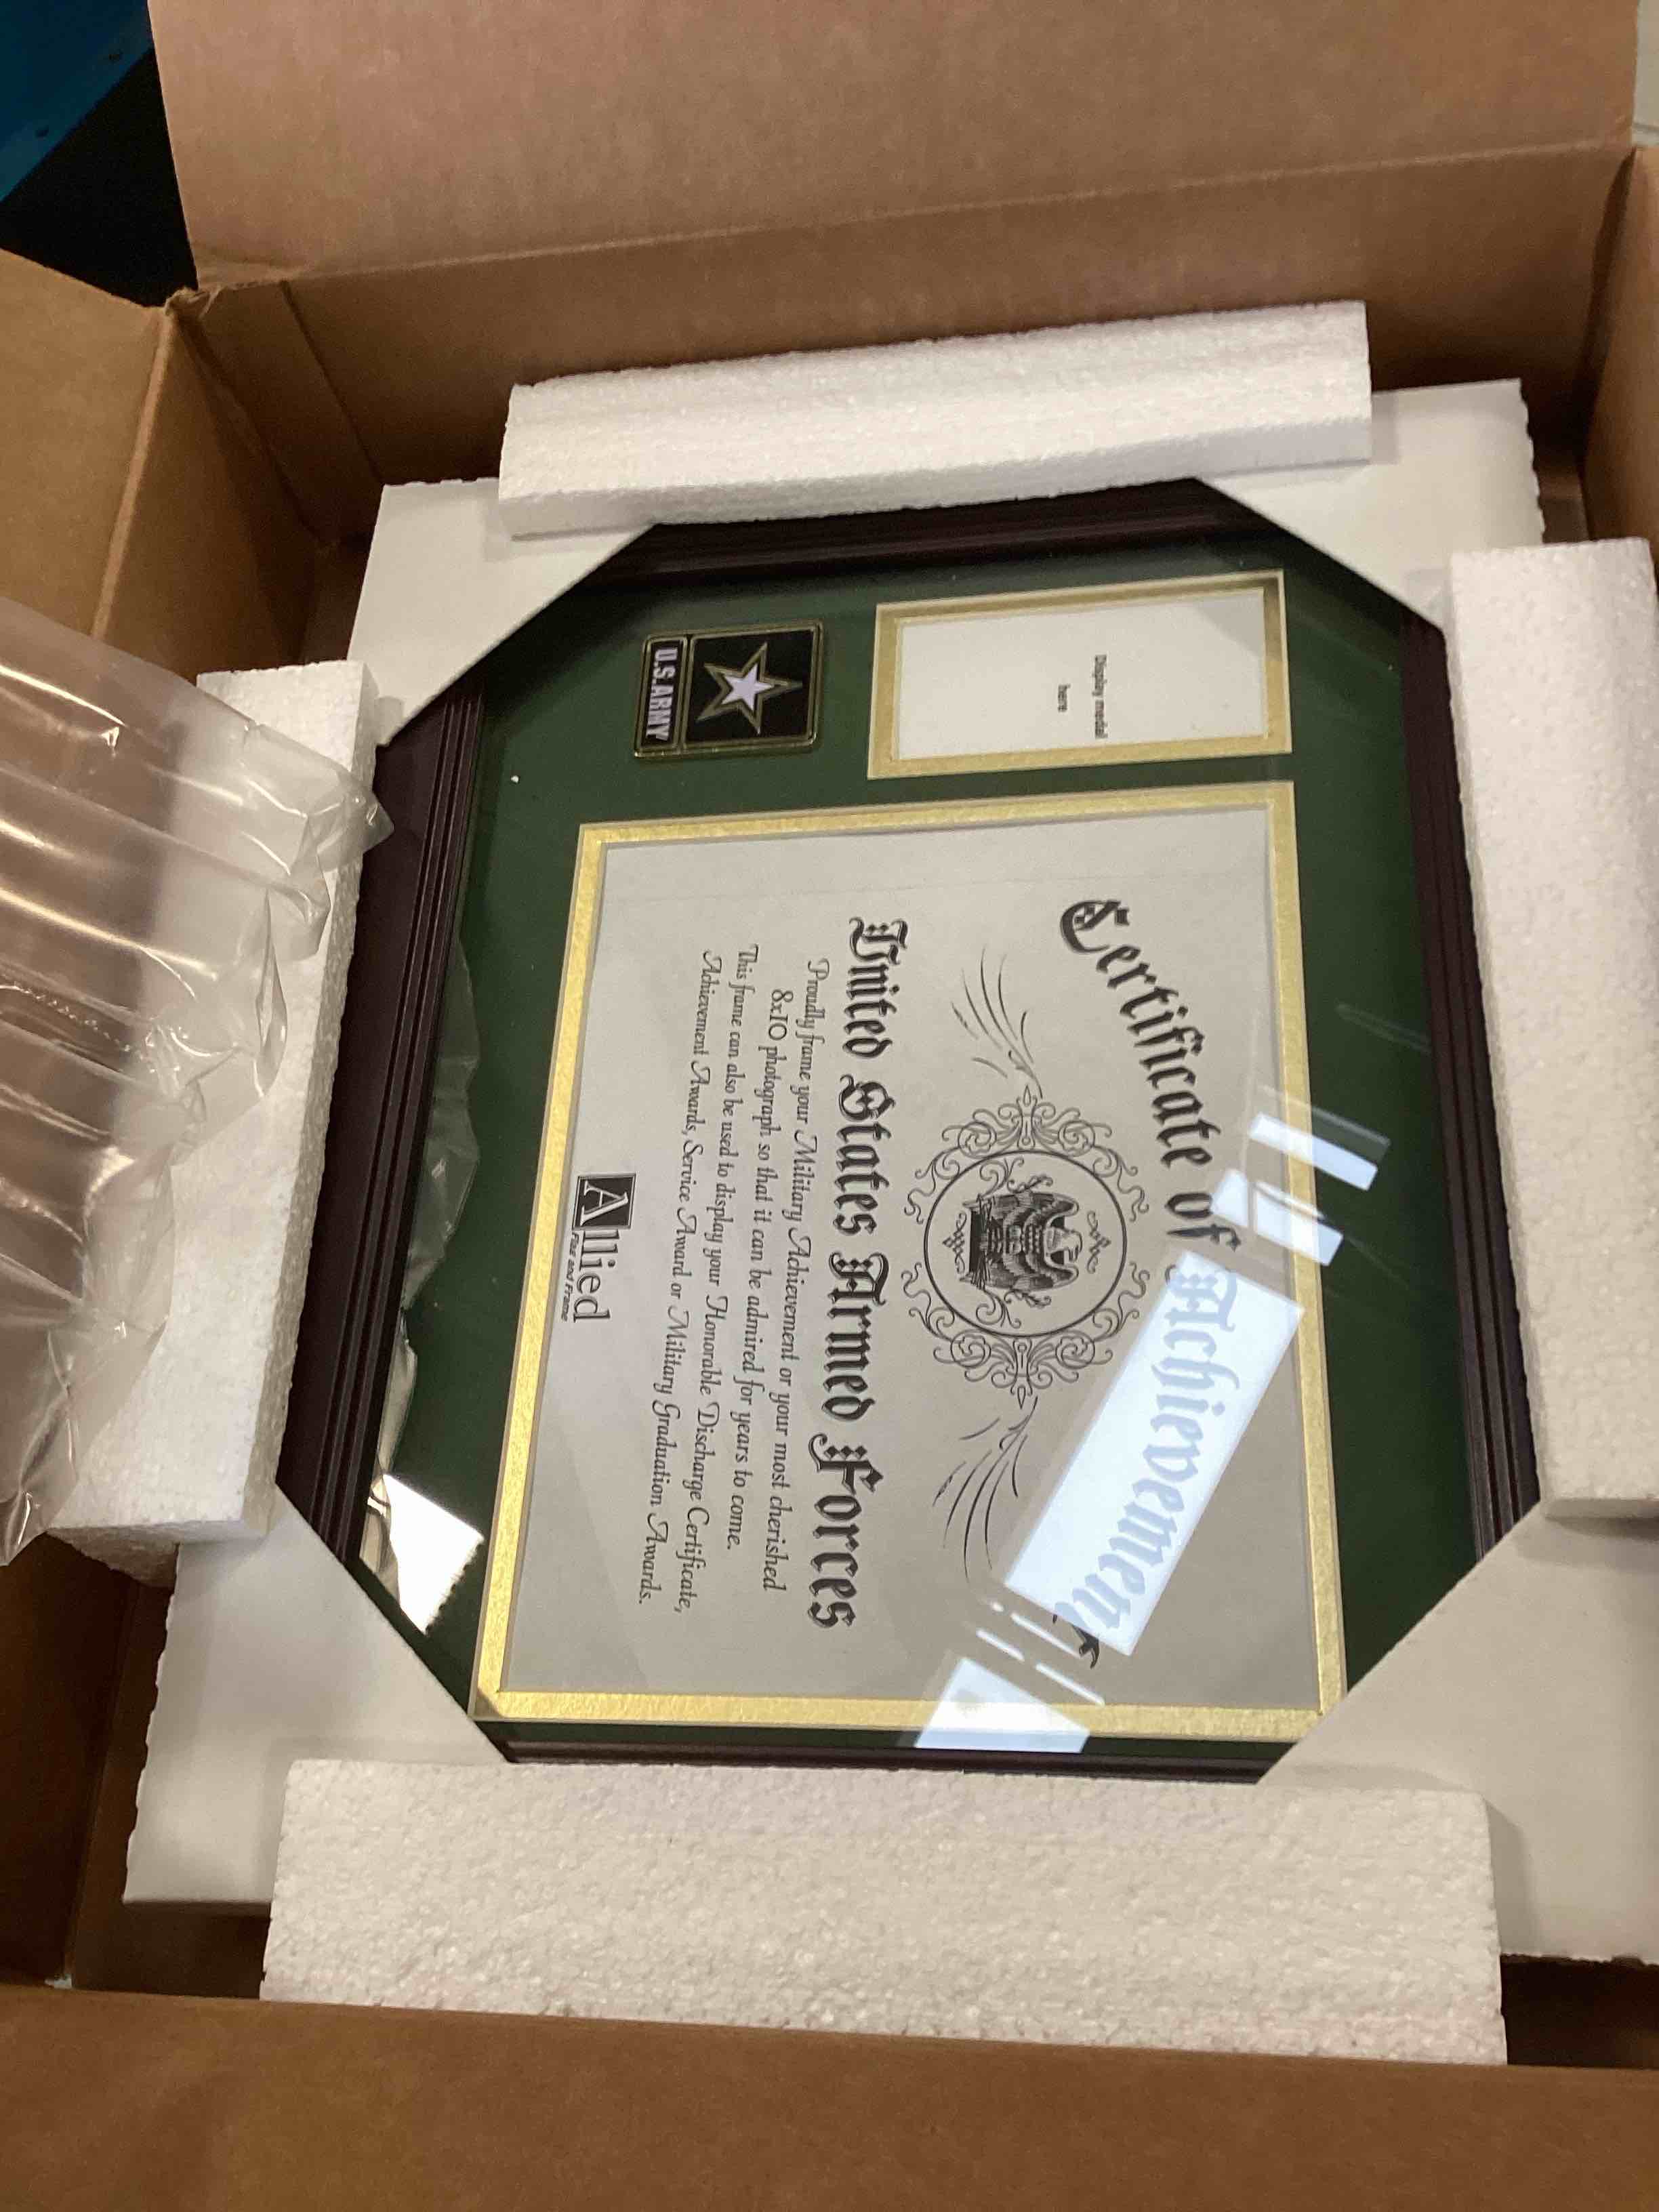 Display medal
here
U.S.ARMY
Certificate of Achievement
United States Armed Forces
Proudly frame your Military Achievement or your most cherished
8x10 photograph so that it can be admired for years to come.
This frame can also be used to display your Honorable Discharge Certificate,
Achievement Awards, Service Award or Military Graduation Awards.
Allied
Flag and Frame